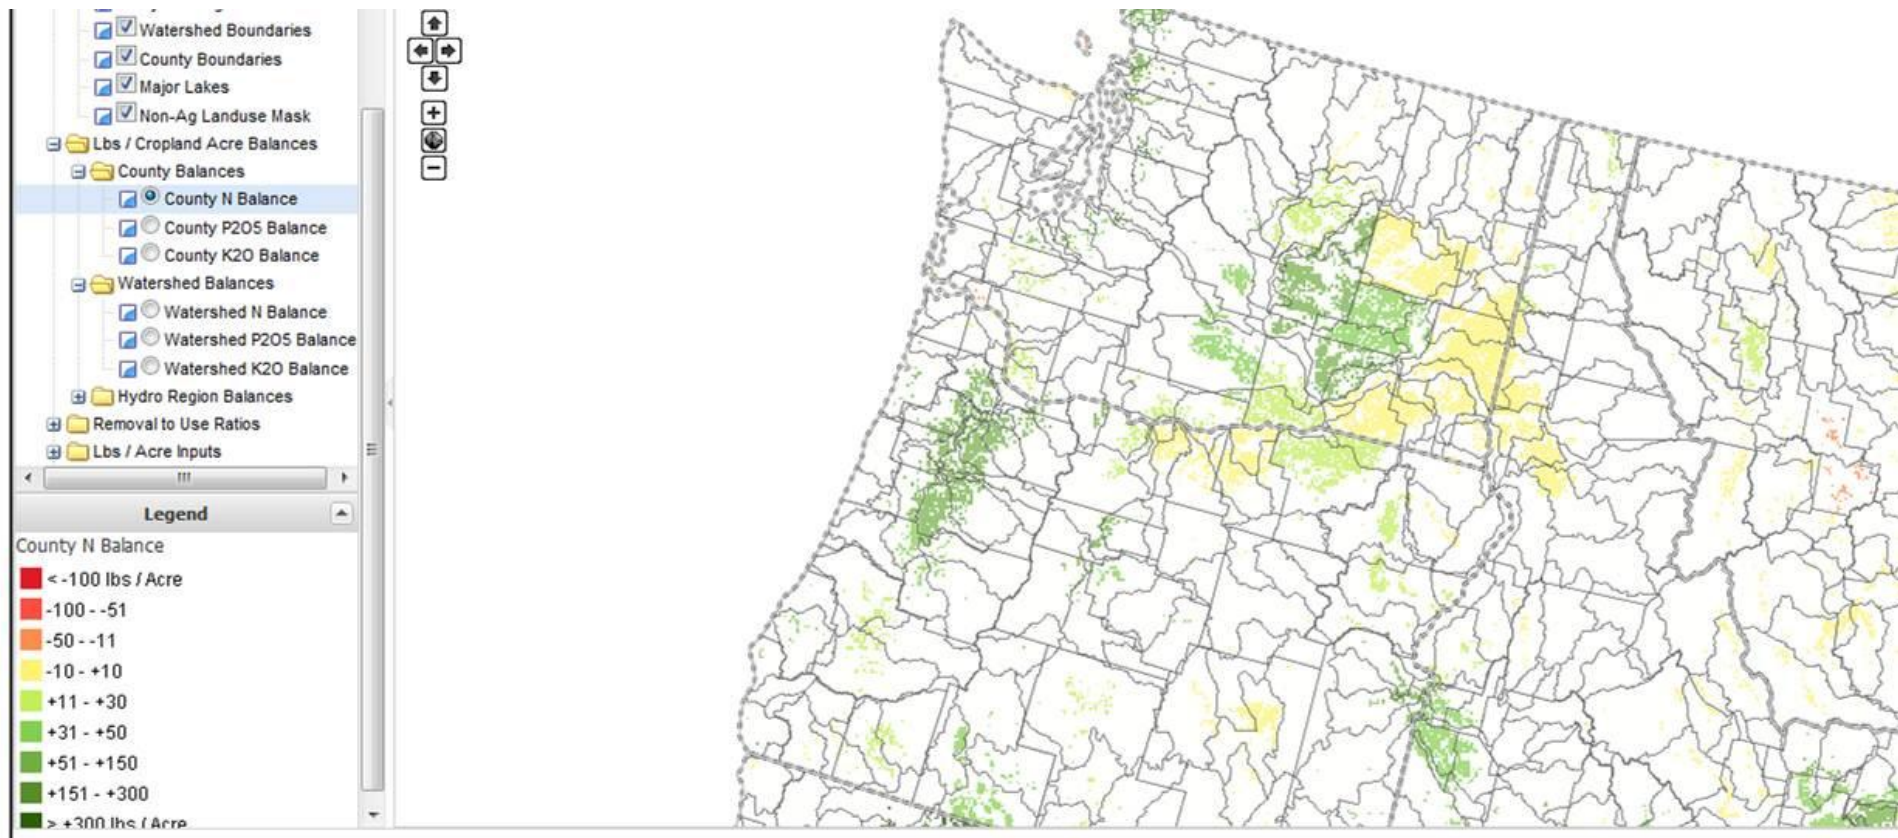 Watershed Boundaries
County Boundaries
Major Lakes
Non-Ag Landuse Mask
Lbs / Cropland Acre Balances
County Balances
County N Balance
County P2O5 Balance
County K2O Balance
Watershed Balances
Watershed N Balance
Watershed P2O5 Balance
Watershed K2O Balance
Hydro Region Balances
Removal to Use Ratios
Lbs / Acre Inputs
Legend
County N Balance
< -100 lbs / Acre
-100 - -51
-50 - -11
-10 - +10
+11 - +30
+31 - +50
+51 - +150
+151 - +300
> +300 lbs / Acre